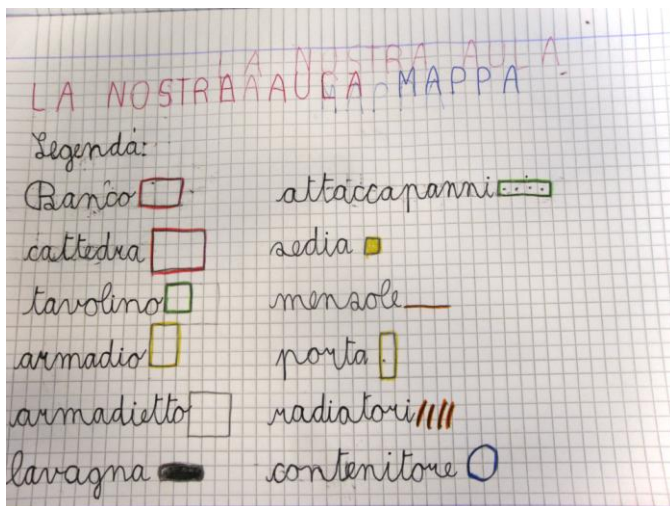 LA NOSTRA AULA
LA NOSTRA AULA MAPPA
Legenda:
Banco
attaccapanni
cattedra
sedia
tavolino
mensole
armadio
porta
armadietto
radiatori
lavagna
contenitore